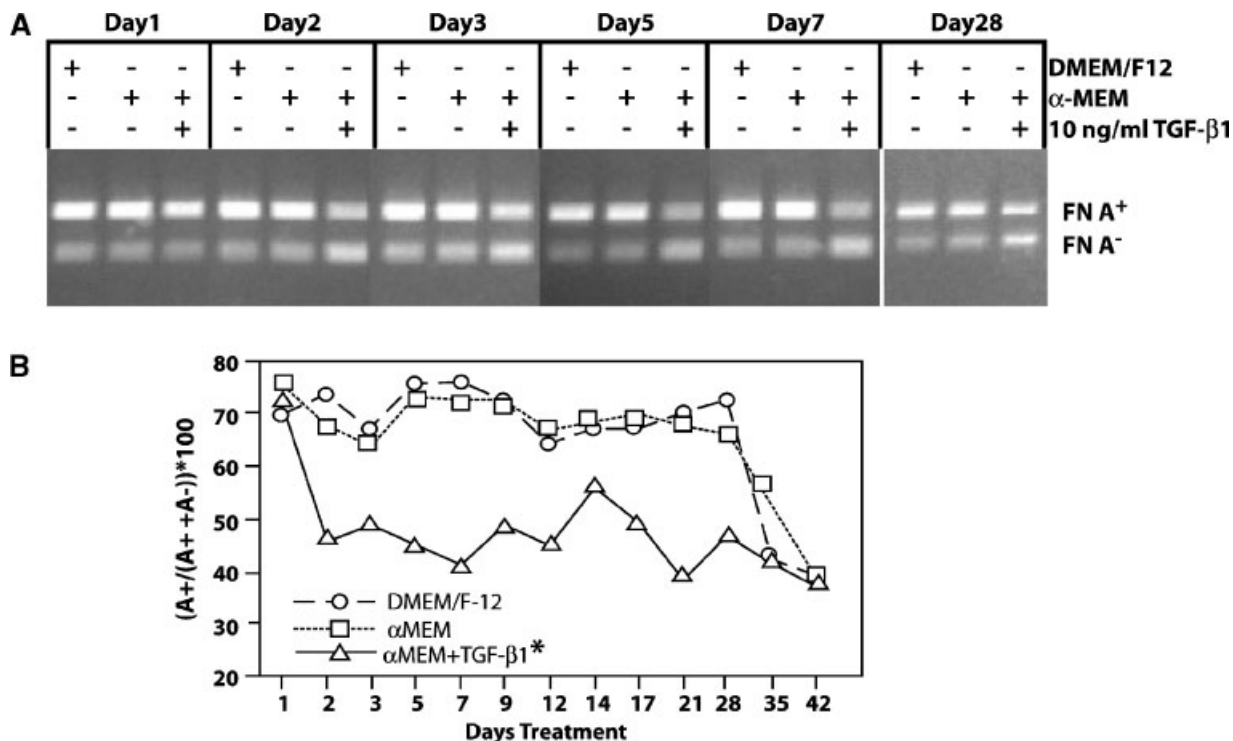 A
Day1 Day2 Day3 Day5 Day7 Day28
+ - - + - - + - - + - - + - - + - - DMEM/F12
- + + - + + - + + - + + - + + - + + α-MEM
- - + - - + - - + - - + - - + - - + 10 ng/ml TGF-β1
FN A⁺
FN A⁻
B
(A+/(A+ +A-))*100
80
70
60
50
40
30
20
DMEM/F-12
αMEM
αMEM+TGF-β1*
1 2 3 5 7 9 12 14 17 21 28 35 42
Days Treatment